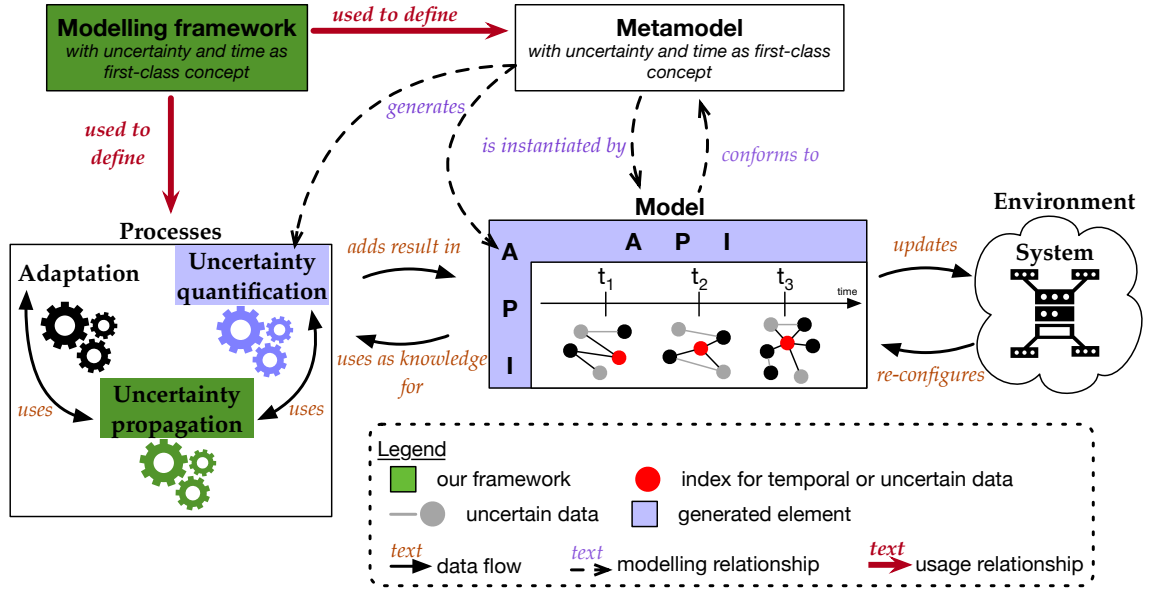 Modelling framework
with uncertainty and time as
first-class concept
used to define
Metamodel
with uncertainty and time as first-class
concept
generates
used to
define
is instantiated by
conforms to
Processes
Adaptation
Uncertainty
quantification
Uncertainty
propagation
uses
uses
adds result in
uses as knowledge
for
Model
A P I
A
P
I
t1
t2
t3
time
updates
re-configures
Environment
System
Legend
our framework
index for temporal or uncertain data
uncertain data
generated element
text
data flow
text
modelling relationship
text
usage relationship